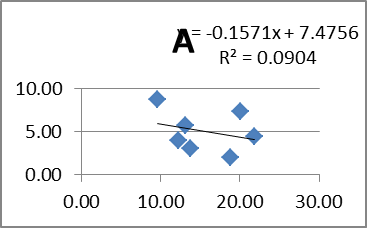 A = -0.1571x + 7.4756
R² = 0.0904
10.00
5.00
0.00
0.00 10.00 20.00 30.00